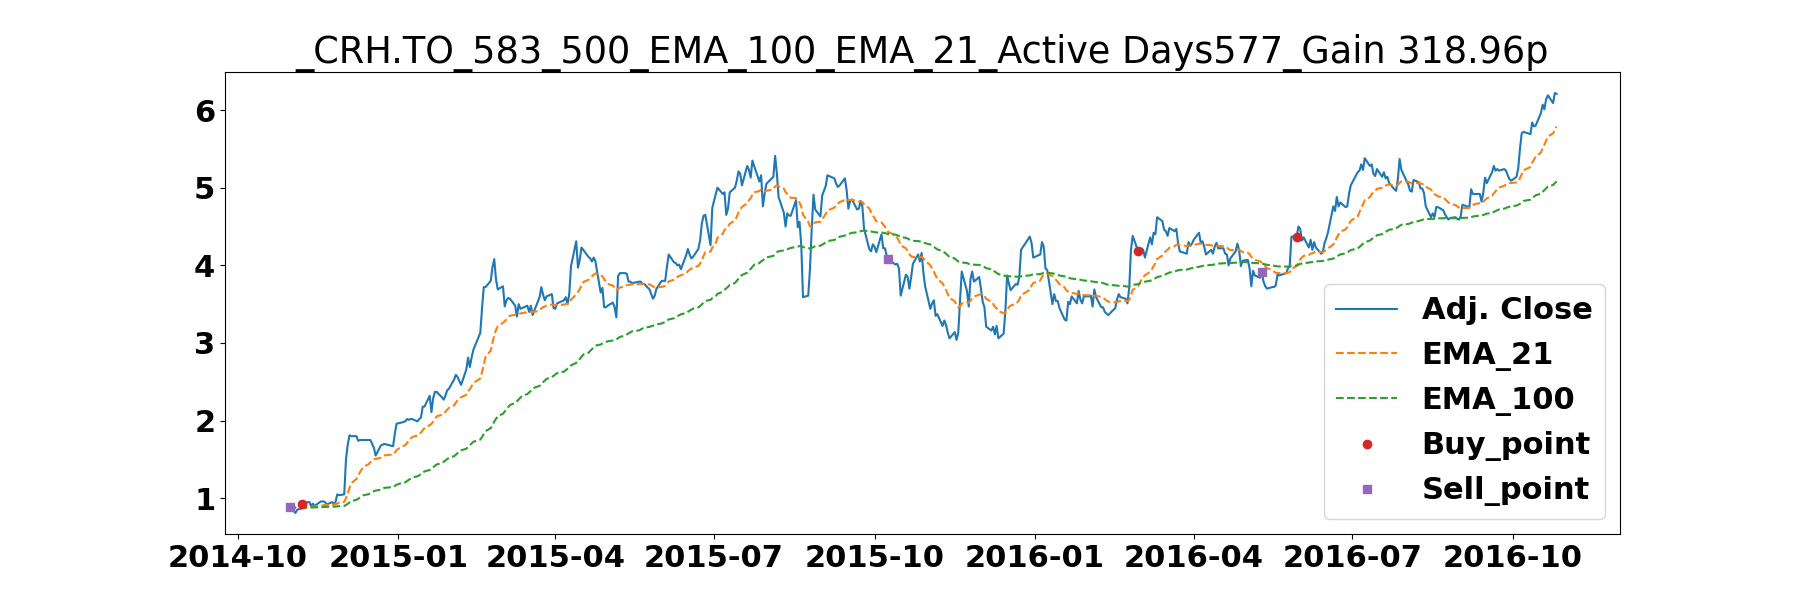 _CRH.TO_583_500_EMA_100_EMA_21_Active Days577_Gain 318.96p
6
5
4
3
2
1
Adj. Close
EMA_21
EMA_100
Buy_point
Sell_point
2014-10 2015-01 2015-04 2015-07 2015-10 2016-01 2016-04 2016-07 2016-10